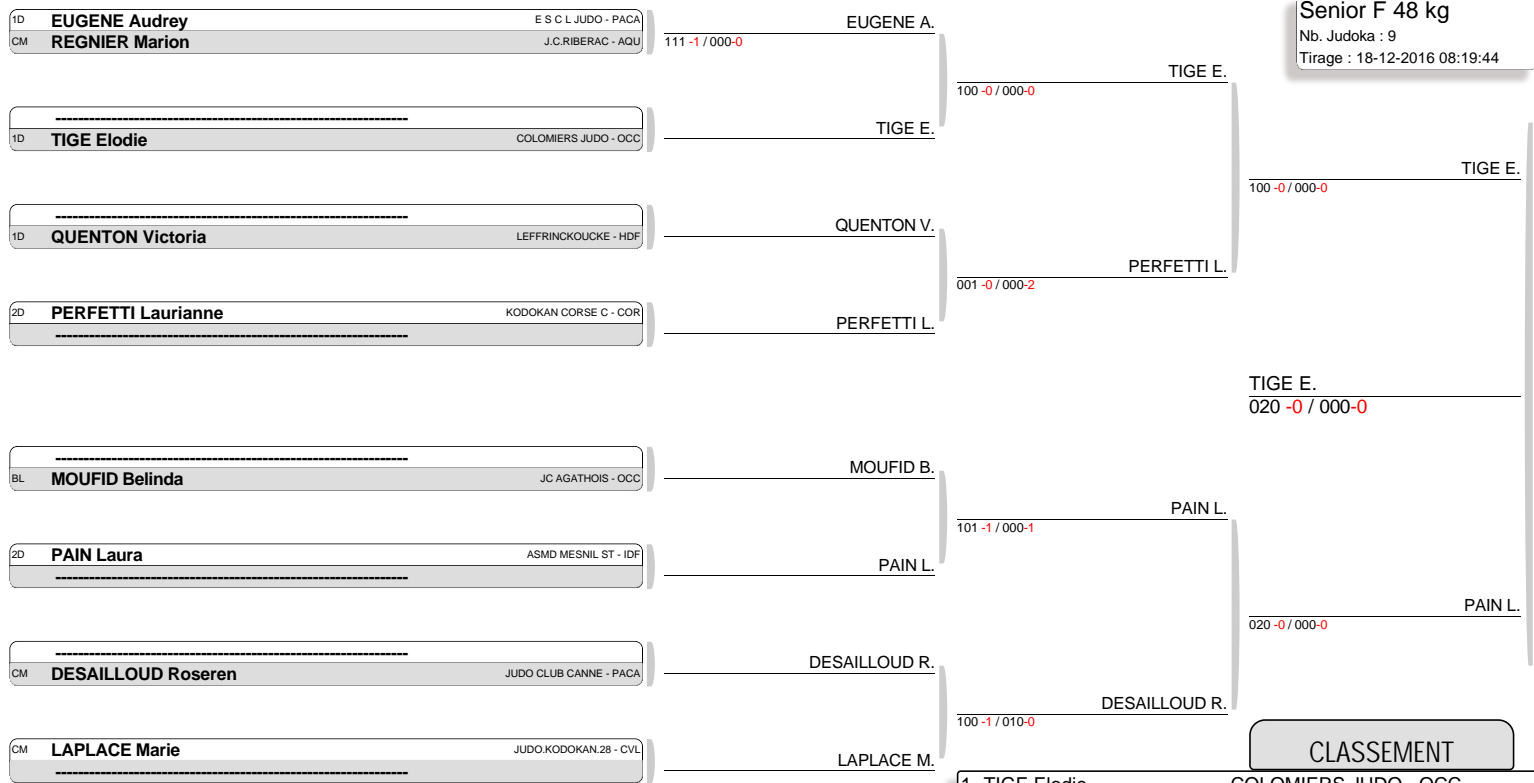 Senior F 48 kg
Nb. Judoka : 9
Tirage : 18-12-2016 08:19:44
1D EUGENE Audrey E S C L JUDO - PACA
CM REGNIER Marion J.C.RIBERAC - AQU
----------------------------------------------------------------
1D TIGE Elodie COLOMIERS JUDO - OCC
----------------------------------------------------------------
1D QUENTON Victoria LEFFRINCKOUCKE - HDF
2D PERFETTI Laurianne KODOKAN CORSE C - COR
----------------------------------------------------------------
----------------------------------------------------------------
BL MOUFID Belinda JC AGATHOIS - OCC
2D PAIN Laura ASMD MESNIL ST - IDF
----------------------------------------------------------------
----------------------------------------------------------------
CM DESAILLOUD Roseren JUDO CLUB CANNE - PACA
CM LAPLACE Marie JUDO.KODOKAN.28 - CVL
----------------------------------------------------------------
EUGENE A.
111 -1 / 000-0
TIGE E.
QUENTON V.
PERFETTI L.
MOUFID B.
PAIN L.
DESAILLOUD R.
LAPLACE M.
TIGE E.
100 -0 / 000-0
PERFETTI L.
001 -0 / 000-2
PAIN L.
101 -1 / 000-1
DESAILLOUD R.
100 -1 / 010-0
TIGE E.
100 -0 / 000-0
TIGE E.
020 -0 / 000-0
PAIN L.
020 -0 / 000-0
CLASSEMENT
1 TIGE Elodie COLOMIERS JUDO - OCC